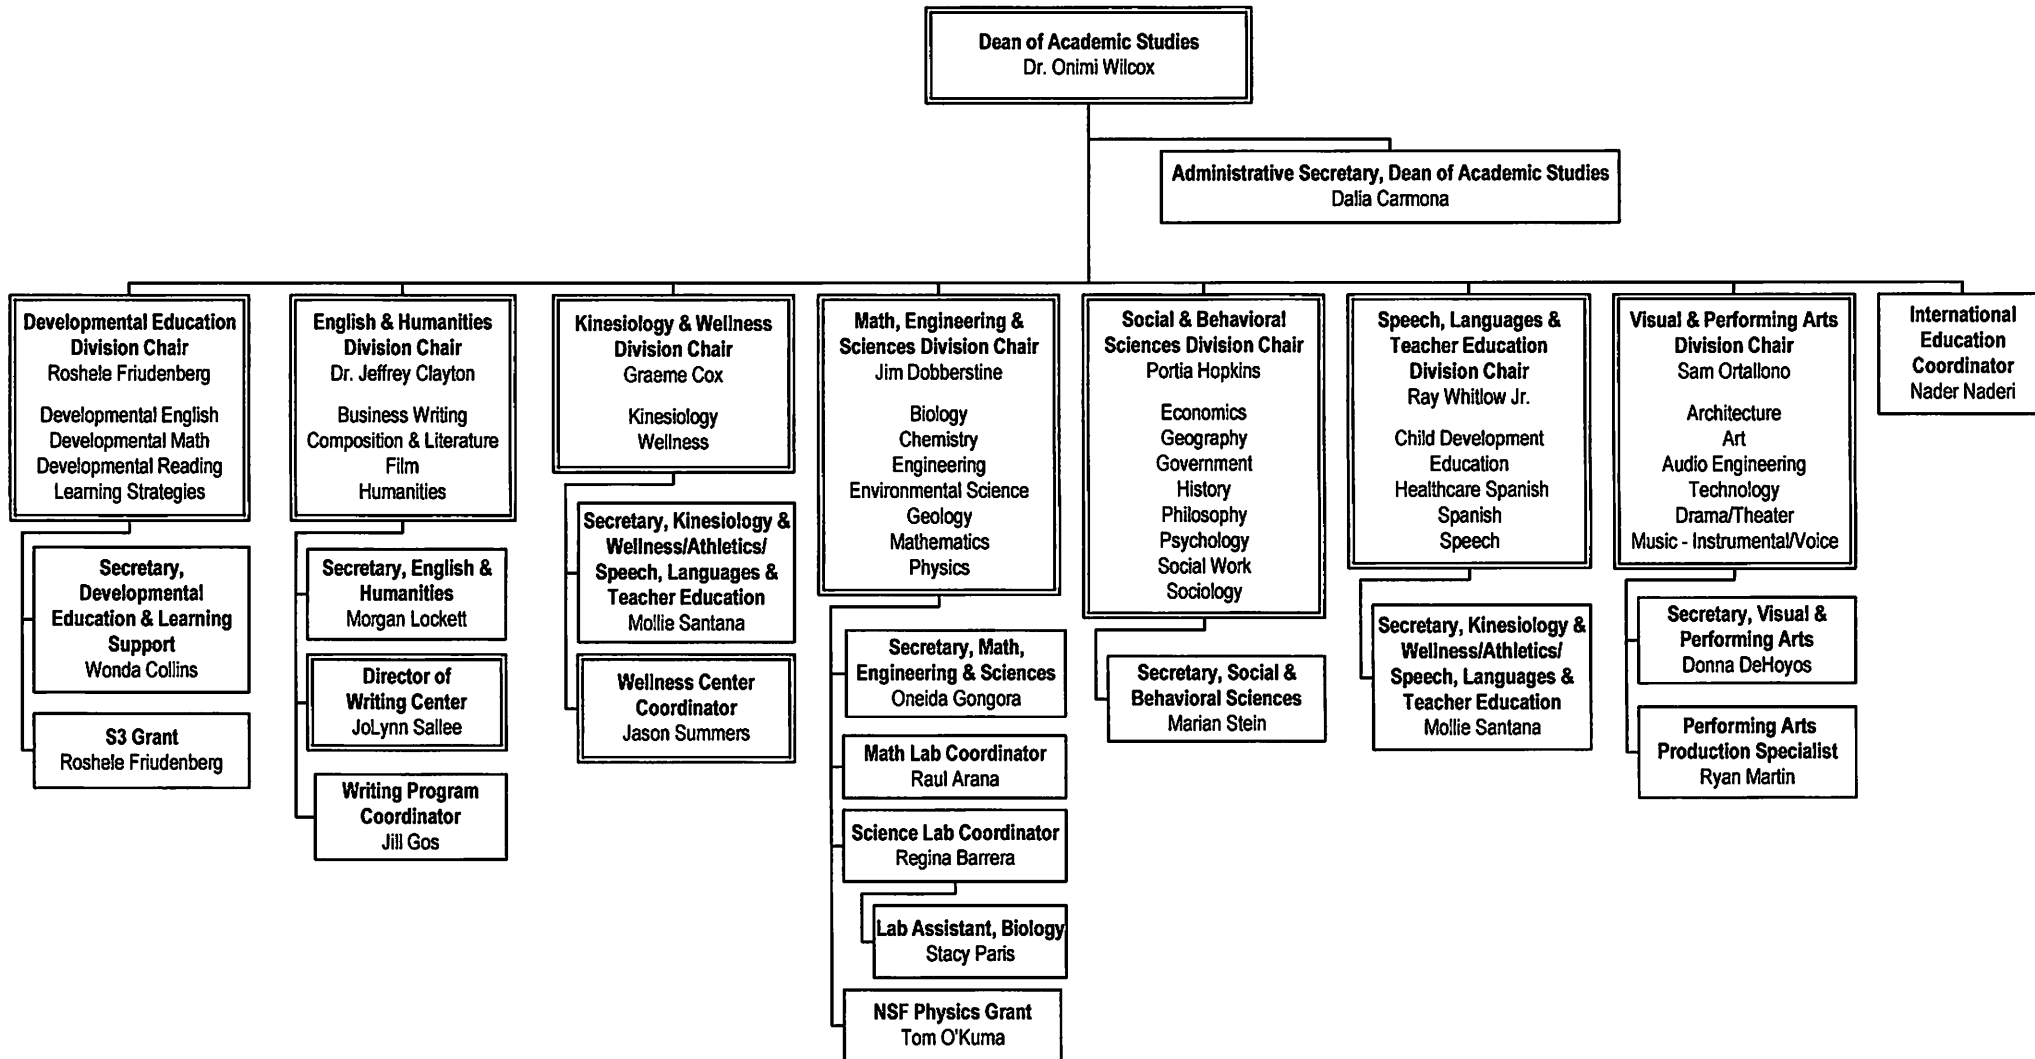 Dean of Academic Studies
Dr. Onimi Wilcox
Administrative Secretary, Dean of Academic Studies
Dalia Carmona
Developmental Education
Division Chair
Roshele Friudenberg
Developmental English
Developmental Math
Developmental Reading
Learning Strategies
Secretary,
Developmental
Education & Learning
Support
Wonda Collins
S3 Grant
Roshele Friudenberg
English & Humanities
Division Chair
Dr. Jeffrey Clayton
Business Writing
Composition & Literature
Film
Humanities
Secretary, English &
Humanities
Morgan Lockett
Director of
Writing Center
JoLynn Sallee
Writing Program
Coordinator
Jill Gos
Kinesiology & Wellness
Division Chair
Graeme Cox
Kinesiology
Wellness
Secretary, Kinesiology &
Wellness/Athletics/
Speech, Languages &
Teacher Education
Mollie Santana
Wellness Center
Coordinator
Jason Summers
Math, Engineering &
Sciences Division Chair
Jim Dobberstine
Biology
Chemistry
Engineering
Environmental Science
Geology
Mathematics
Physics
Secretary, Math,
Engineering & Sciences
Oneida Gongora
Math Lab Coordinator
Raul Arana
Science Lab Coordinator
Regina Barrera
Lab Assistant, Biology
Stacy Paris
NSF Physics Grant
Tom O'Kuma
Social & Behavioral
Sciences Division Chair
Portia Hopkins
Economics
Geography
Government
History
Philosophy
Psychology
Social Work
Sociology
Secretary, Social &
Behavioral Sciences
Marian Stein
Speech, Languages &
Teacher Education
Division Chair
Ray Whitlow Jr.
Child Development
Education
Healthcare Spanish
Spanish
Speech
Secretary, Kinesiology &
Wellness/Athletics/
Speech, Languages &
Teacher Education
Mollie Santana
Visual & Performing Arts
Division Chair
Sam Ortallono
Architecture
Art
Audio Engineering
Technology
Drama/Theater
Music - Instrumental/Voice
Secretary, Visual &
Performing Arts
Donna DeHoyos
Performing Arts
Production Specialist
Ryan Martin
International
Education
Coordinator
Nader Naderi